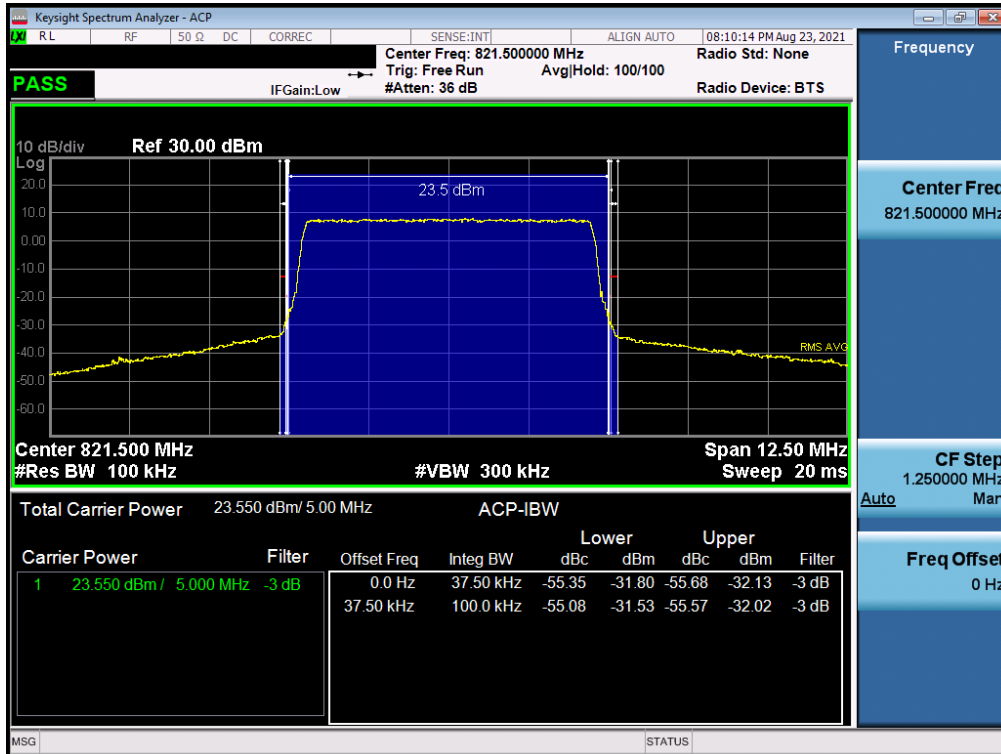 Keysight Spectrum Analyzer - ACP
LXI RL RF 50 Ω DC CORREC SENSE:INT ALIGN AUTO 08:10:14 PM Aug 23, 2021
Center Freq: 821.500000 MHz Radio Std: None
Trig: Free Run Avg|Hold: 100/100
PASS IFGain:Low #Atten: 36 dB Radio Device: BTS
10 dB/div Ref 30.00 dBm
Log
20.0
10.0
0.00
-10.0
-20.0
-30.0
-40.0
-50.0
-60.0
23.5 dBm
RMS AVG
Center 821.500 MHz Span 12.50 MHz
#Res BW 100 kHz #VBW 300 kHz Sweep 20 ms
Total Carrier Power 23.550 dBm/ 5.00 MHz ACP-IBW
Lower Upper
Carrier Power Filter Offset Freq Integ BW dBc dBm dBc dBm Filter
1 23.550 dBm / 5.000 MHz -3 dB 0.0 Hz 37.50 kHz -55.35 -31.80 -55.68 -32.13 -3 dB
37.50 kHz 100.0 kHz -55.08 -31.53 -55.57 -32.02 -3 dB
MSG STATUS
Frequency
Center Freq
821.500000 MHz
CF Step
1.250000 MHz
Auto Man
Freq Offset
0 Hz